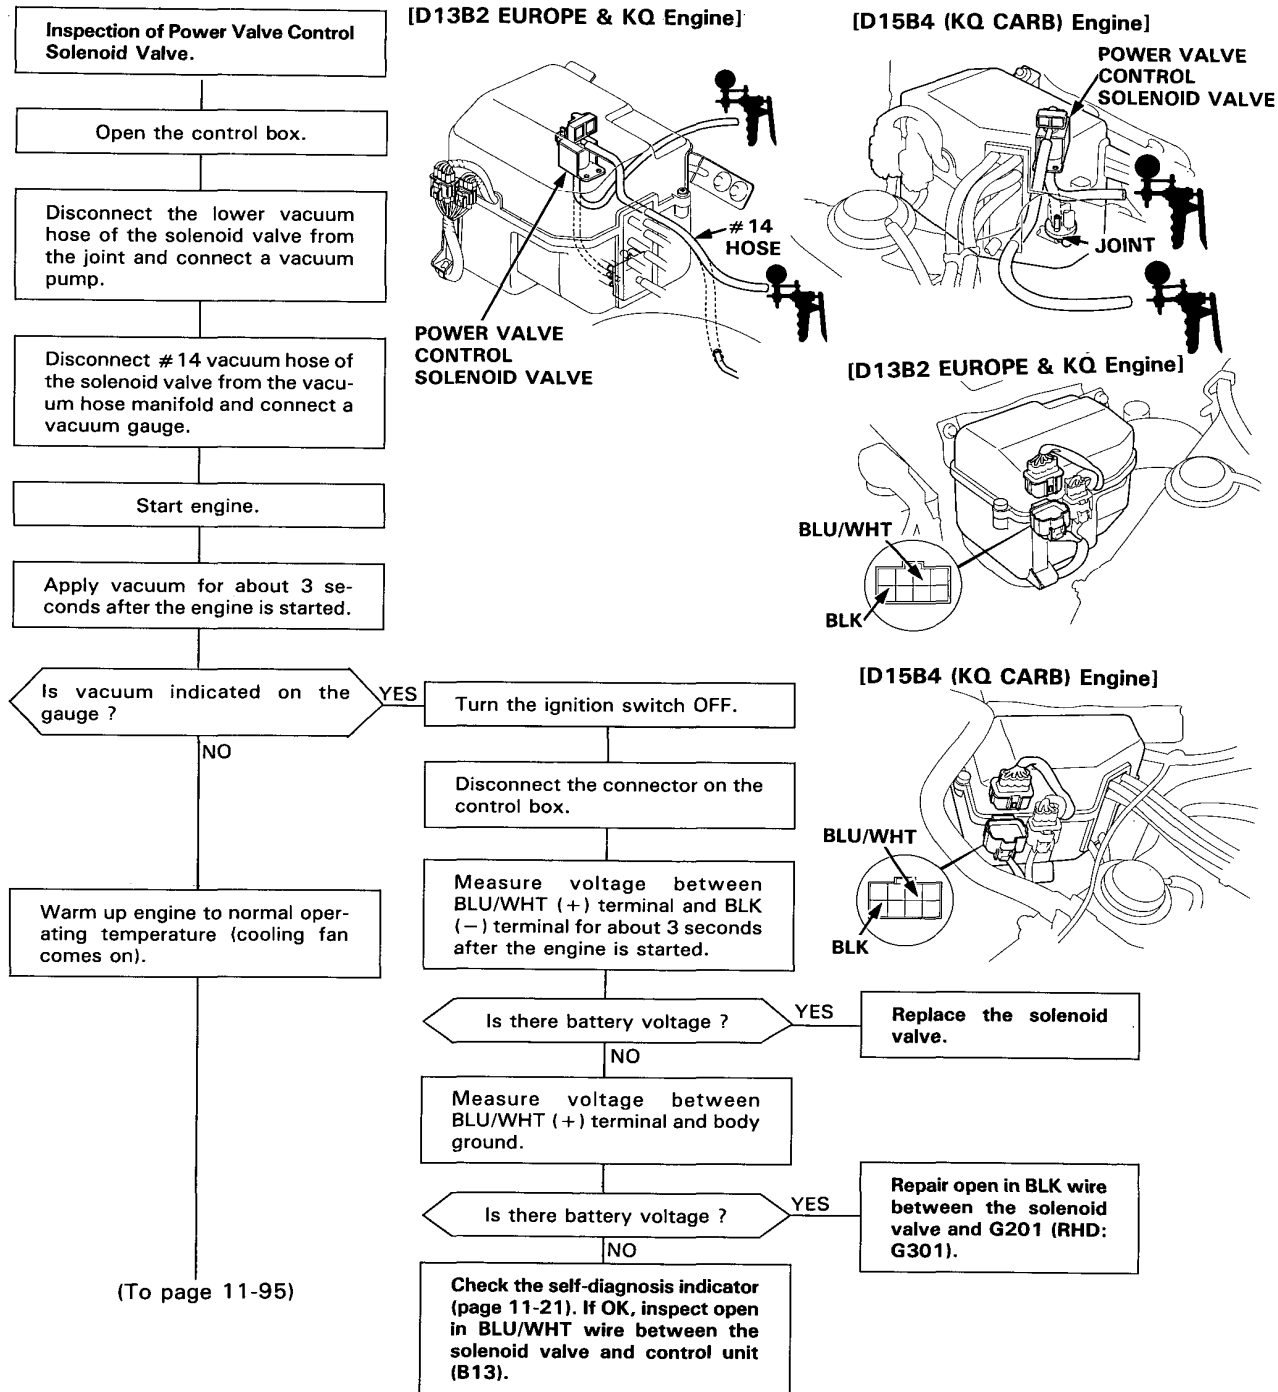 Inspection of Power Valve Control
Solenoid Valve.
Open the control box.
Disconnect the lower vacuum
hose of the solenoid valve from
the joint and connect a vacuum
pump.
Disconnect #14 vacuum hose of
the solenoid valve from the vacu-
um hose manifold and connect a
vacuum gauge.
Start engine.
Apply vacuum for about 3 se-
conds after the engine is started.
Is vacuum indicated on the
gauge ?
YES
NO
Warm up engine to normal oper-
ating temperature (cooling fan
comes on).
(To page 11-95)
Turn the ignition switch OFF.
Disconnect the connector on the
control box.
Measure voltage between
BLU/WHT (+) terminal and BLK
(−) terminal for about 3 seconds
after the engine is started.
Is there battery voltage ?
YES
Replace the solenoid
valve.
NO
Measure voltage between
BLU/WHT (+) terminal and body
ground.
Is there battery voltage ?
YES
Repair open in BLK wire
between the solenoid
valve and G201 (RHD:
G301).
NO
Check the self-diagnosis indicator
(page 11-21). If OK, inspect open
in BLU/WHT wire between the
solenoid valve and control unit
(B13).
[D13B2 EUROPE & KQ Engine]
#14
HOSE
POWER VALVE
CONTROL
SOLENOID VALVE
[D15B4 (KQ CARB) Engine]
POWER VALVE
CONTROL
SOLENOID VALVE
JOINT
[D13B2 EUROPE & KQ Engine]
BLU/WHT
BLK
[D15B4 (KQ CARB) Engine]
BLU/WHT
BLK